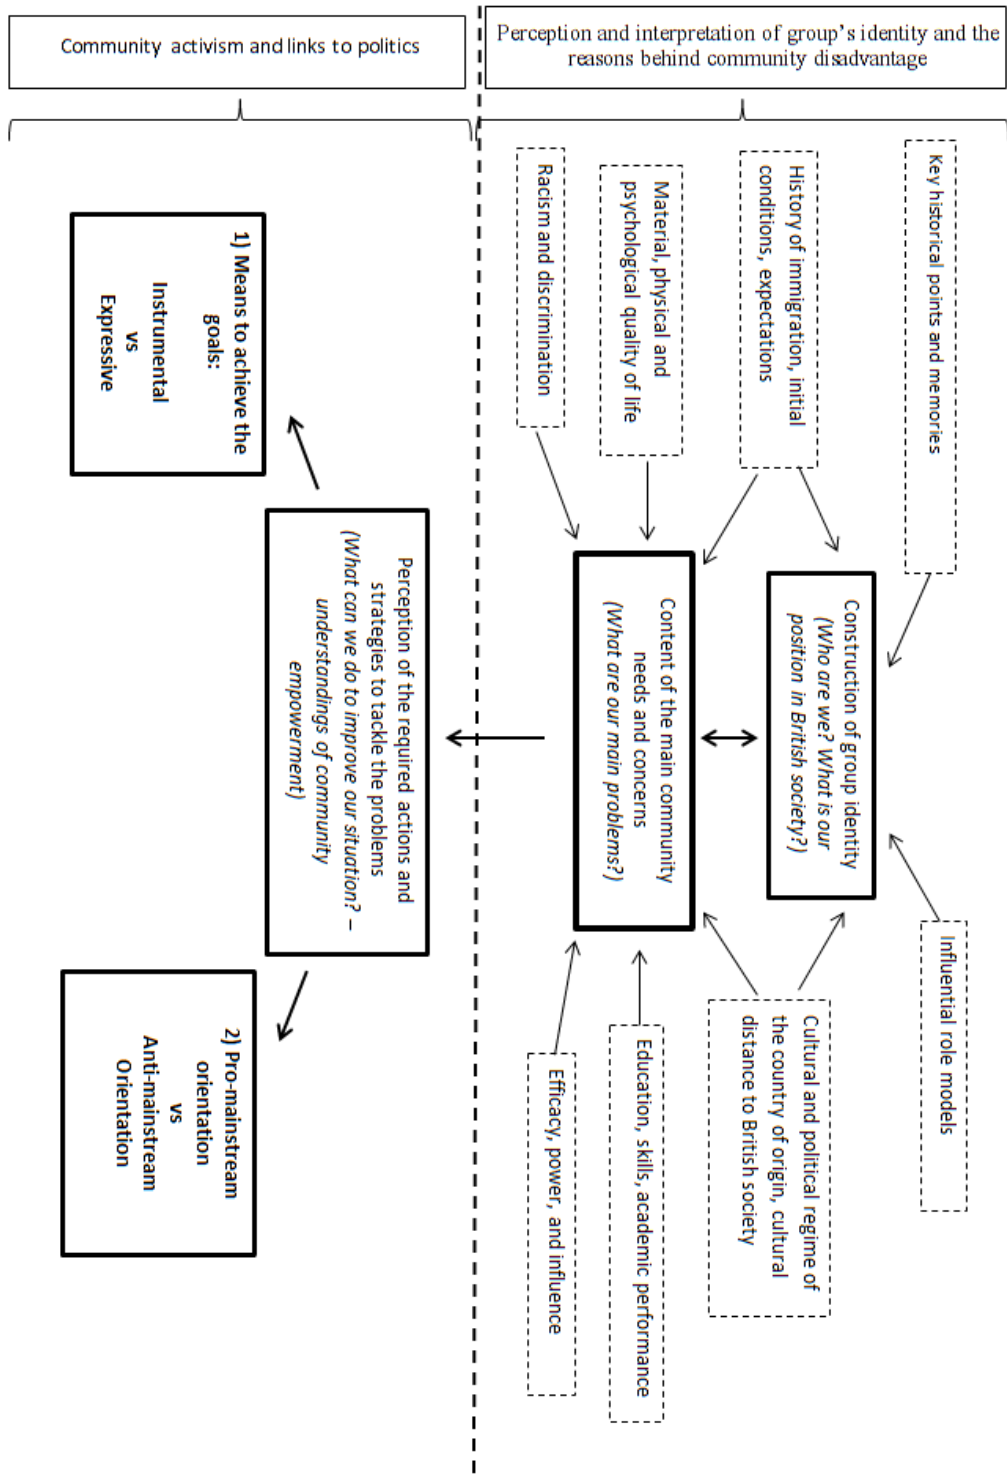 Community activism and links to politics
Perception and interpretation of group's identity and the
reasons behind community disadvantage
Key historical points and memories
History of immigration, initial
conditions, expectations
Material, physical and
psychological quality of life
Racism and discrimination
Construction of group identity
(Who are we? What is our
position in British society?)
Content of the main community
needs and concerns
(What are our main problems?)
Influential role models
Cultural and political regime of
the country of origin, cultural
distance to British society
Education, skills, academic performance
Efficacy, power, and influence
Perception of the required actions and
strategies to tackle the problems
(What can we do to improve our situation? –
understandings of community
empowerment)
1) Means to achieve the
goals:
Instrumental
vs
Expressive
2) Pro-mainstream
orientation
vs
Anti-mainstream
Orientation